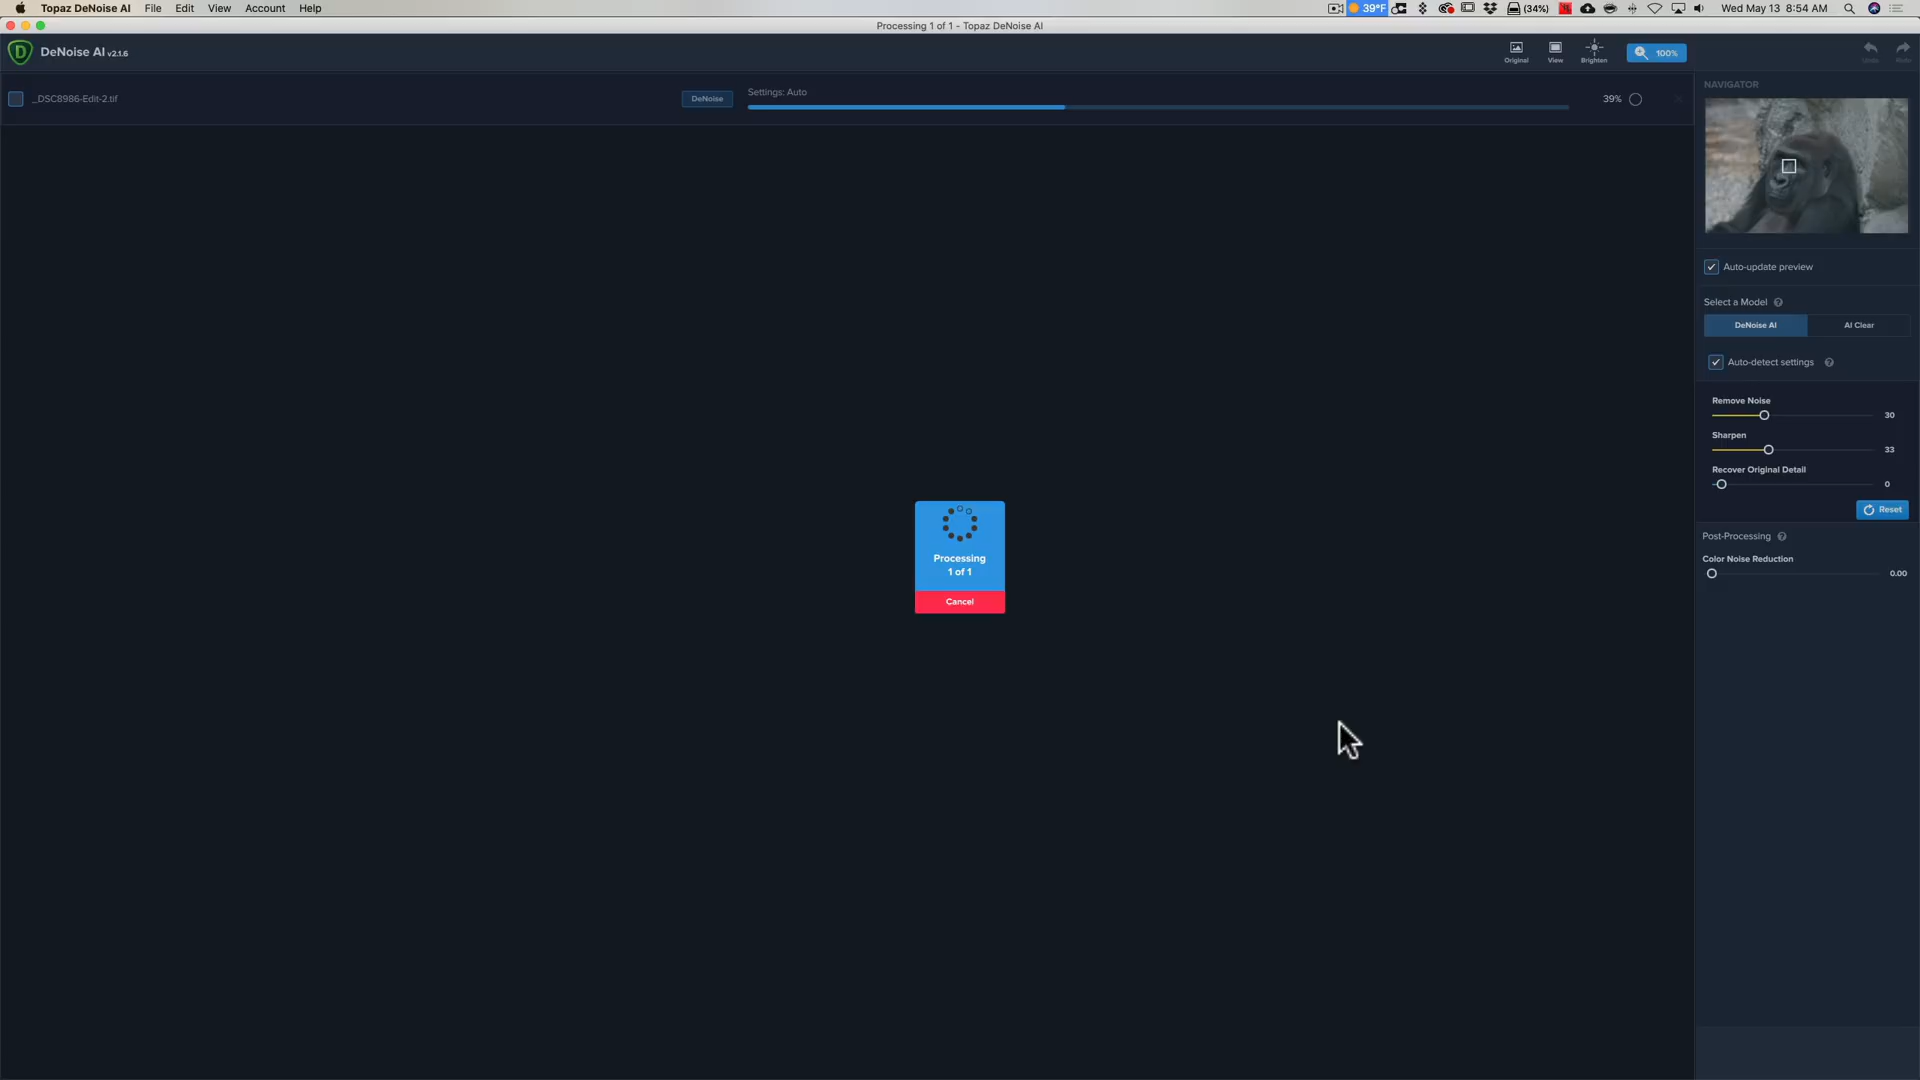 Topaz DeNoise AI File Edit View Account Help
39°F (34%) Wed May 13 8:54 AM
Processing 1 of 1 - Topaz DeNoise AI
DeNoise AI v2.1.6
Original View Brighten 100% Undo Redo
_DSC8986-Edit-2.tif
DeNoise
Settings: Auto
39%
NAVIGATOR
Auto-update preview
Select a Model
DeNoise AI AI Clear
Auto-detect settings
Remove Noise
30
Sharpen
33
Recover Original Detail
0
Reset
Post-Processing
Color Noise Reduction
0.00
Processing
1 of 1
Cancel